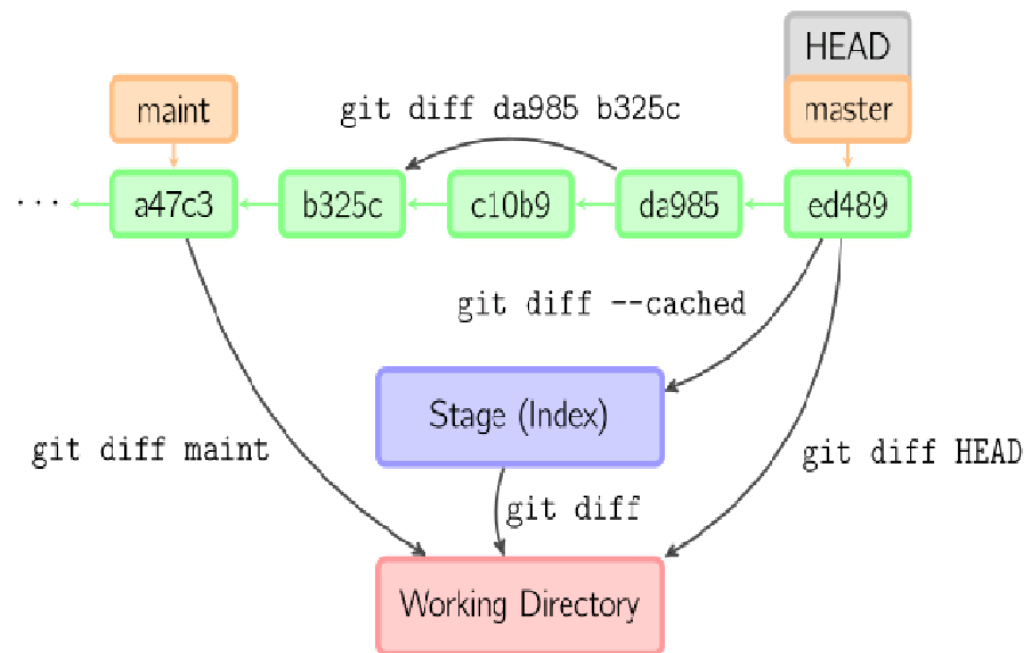 HEAD
maint
git diff da985 b325c
master
...
a47c3
b325c
c10b9
da985
ed489
git diff --cached
Stage (Index)
git diff maint
git diff HEAD
git diff
Working Directory